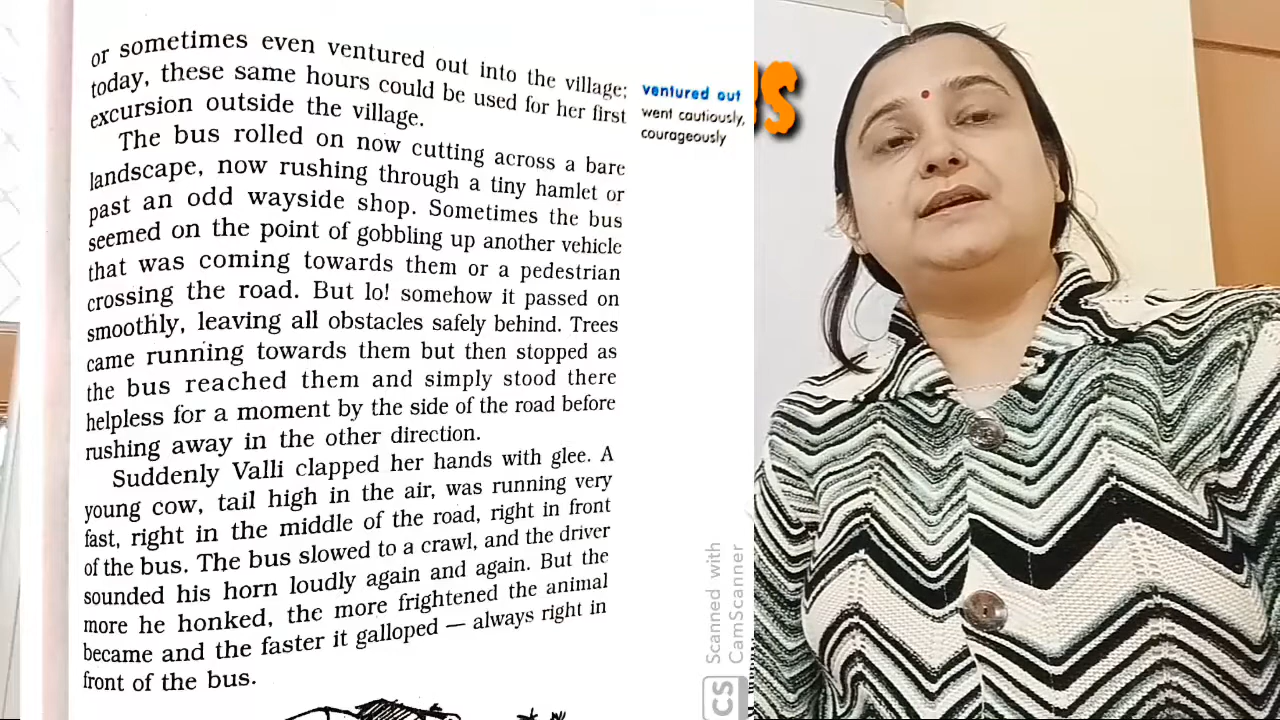 or sometimes even ventured out into the village;
today, these same hours could be used for her first
excursion outside the village.
The bus rolled on now cutting across a bare
landscape, now rushing through a tiny hamlet or
past an odd wayside shop. Sometimes the bus
seemed on the point of gobbling up another vehicle
that was coming towards them or a pedestrian
crossing the road. But lo! somehow it passed on
smoothly, leaving all obstacles safely behind. Trees
came running towards them but then stopped as
the bus reached them and simply stood there
helpless for a moment by the side of the road before
rushing away in the other direction.
Suddenly Valli clapped her hands with glee. A
young cow, tail high in the air, was running very
fast, right in the middle of the road, right in front
of the bus. The bus slowed to a crawl, and the driver
sounded his horn loudly again and again. But the
more he honked, the more frightened the animal
became and the faster it galloped — always right in
front of the bus.
ventured out
went cautiously,
courageously
CS
Scanned with
CamScanner